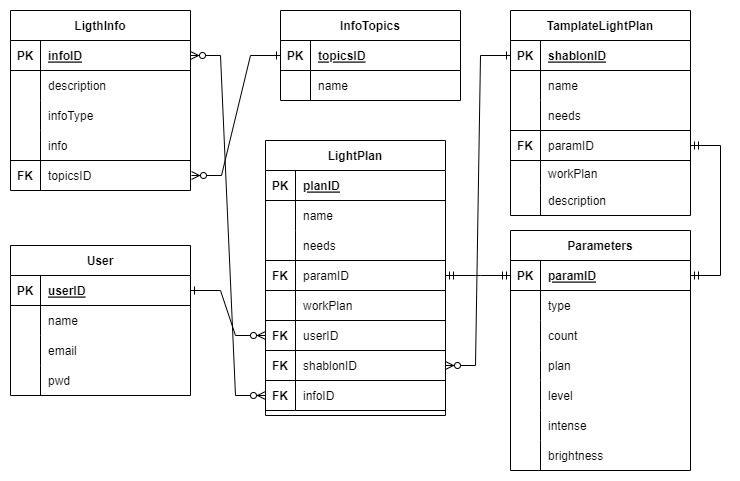 LigthInfo
PK infoID
description
infoType
info
FK topicsID
InfoTopics
PK topicsID
name
TamplateLightPlan
PK shablonID
name
needs
FK paramID
workPlan
description
LightPlan
PK planID
name
needs
FK paramID
workPlan
FK userID
FK shablonID
FK infoID
User
PK userID
name
email
pwd
Parameters
PK paramID
type
count
plan
level
intense
brightness